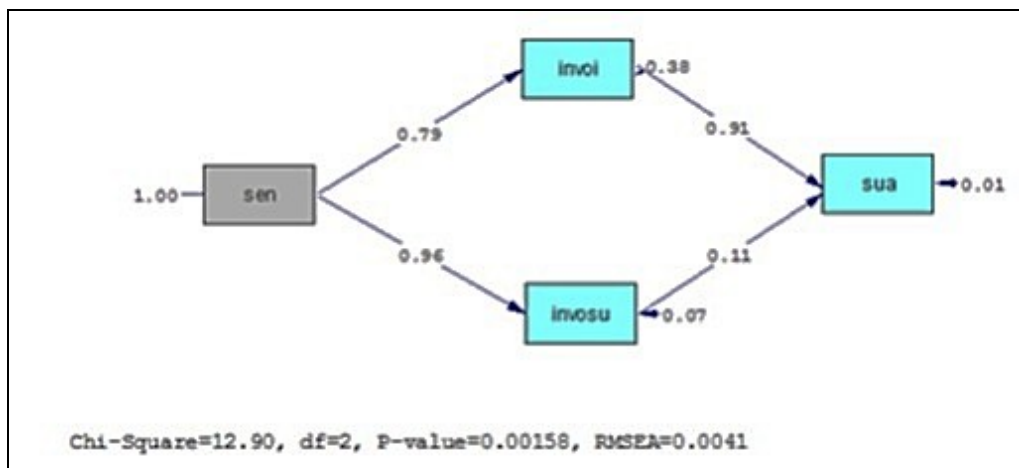 invoi
0.38
0.79
0.91
1.00
sen
sua
0.01
0.96
0.11
invosu
0.07
Chi-Square=12.90, df=2, P-value=0.00158, RMSEA=0.0041